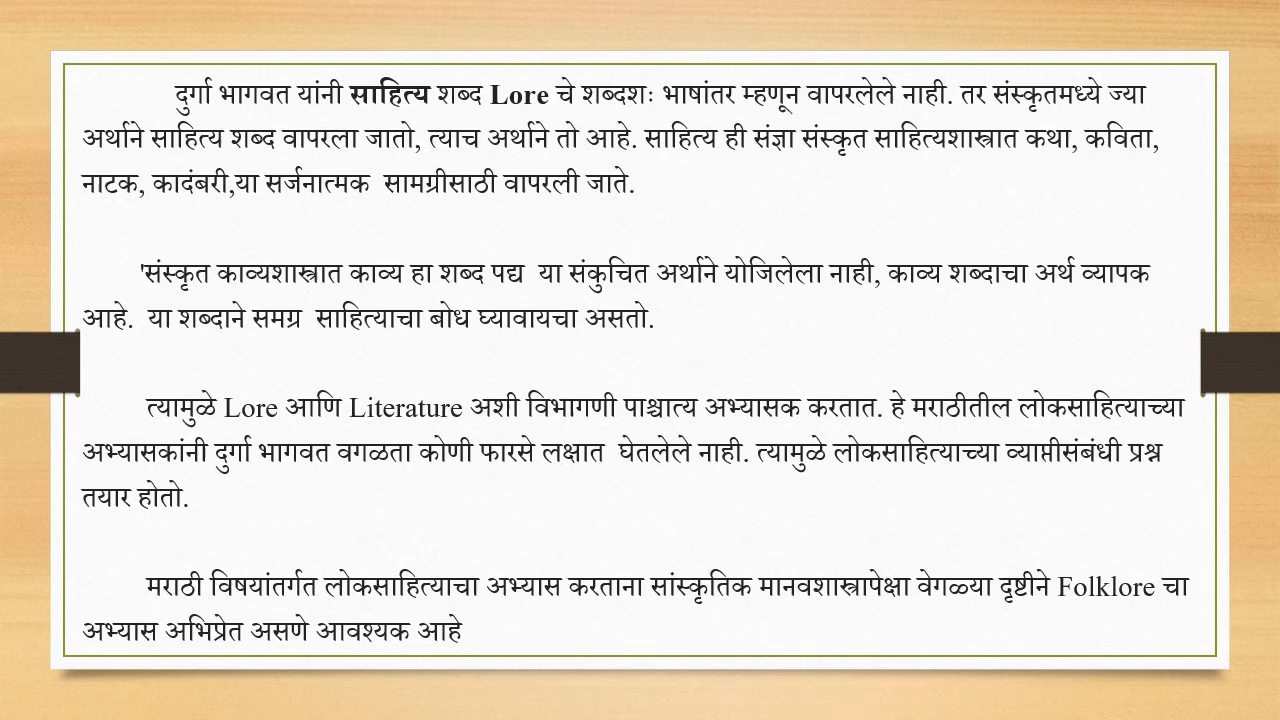 दुर्गा भागवत यांनी साहित्य शब्द Lore चे शब्दशः भाषांतर म्हणून वापरलेले नाही. तर संस्कृतमध्ये ज्या
अर्थाने साहित्य शब्द वापरला जातो, त्याच अर्थाने तो आहे. साहित्य ही संज्ञा संस्कृत साहित्यशास्त्रात कथा, कविता,
नाटक, कादंबरी,या सर्जनात्मक  सामग्रीसाठी वापरली जाते.
'संस्कृत काव्यशास्त्रात काव्य हा शब्द पद्य  या संकुचित अर्थाने योजिलेला नाही, काव्य शब्दाचा अर्थ व्यापक
आहे.  या शब्दाने समग्र  साहित्याचा बोध घ्यावायचा असतो.
त्यामुळे Lore आणि Literature अशी विभागणी पाश्चात्य अभ्यासक करतात. हे मराठीतील लोकसाहित्याच्या
अभ्यासकांनी दुर्गा भागवत वगळता कोणी फारसे लक्षात  घेतलेले नाही. त्यामुळे लोकसाहित्याच्या व्याप्तीसंबंधी प्रश्न
तयार होतो.
मराठी विषयांतर्गत लोकसाहित्याचा अभ्यास करताना सांस्कृतिक मानवशास्त्रापेक्षा वेगळ्या दृष्टीने Folklore चा
अभ्यास अभिप्रेत असणे आवश्यक आहे